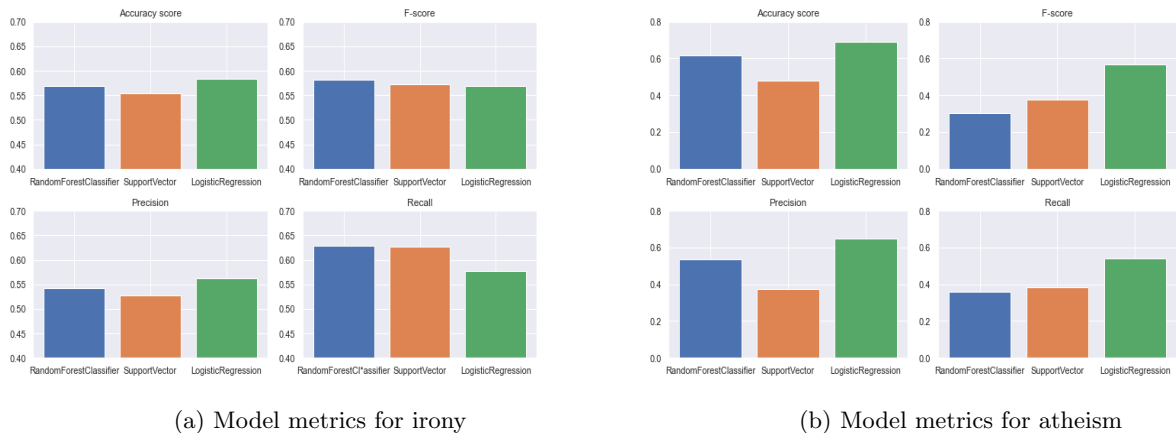 Accuracy score
0.70
0.65
0.60
0.55
0.50
0.45
0.40
RandomForestClassifier SupportVector LogisticRegression
F-score
0.70
0.65
0.60
0.55
0.50
0.45
0.40
RandomForestClassifier SupportVector LogisticRegression
Precision
0.70
0.65
0.60
0.55
0.50
0.45
0.40
RandomForestClassifier SupportVector LogisticRegression
Recall
0.70
0.65
0.60
0.55
0.50
0.45
0.40
RandomForestCl*assifier SupportVector LogisticRegression
(a) Model metrics for irony
Accuracy score
0.8
0.6
0.4
0.2
0.0
RandomForestClassifier SupportVector LogisticRegression
F-score
0.8
0.6
0.4
0.2
0.0
RandomForestClassifier SupportVector LogisticRegression
Precision
0.8
0.6
0.4
0.2
0.0
RandomForestClassifier SupportVector LogisticRegression
Recall
0.8
0.6
0.4
0.2
0.0
RandomForestClassifier SupportVector LogisticRegression
(b) Model metrics for atheism